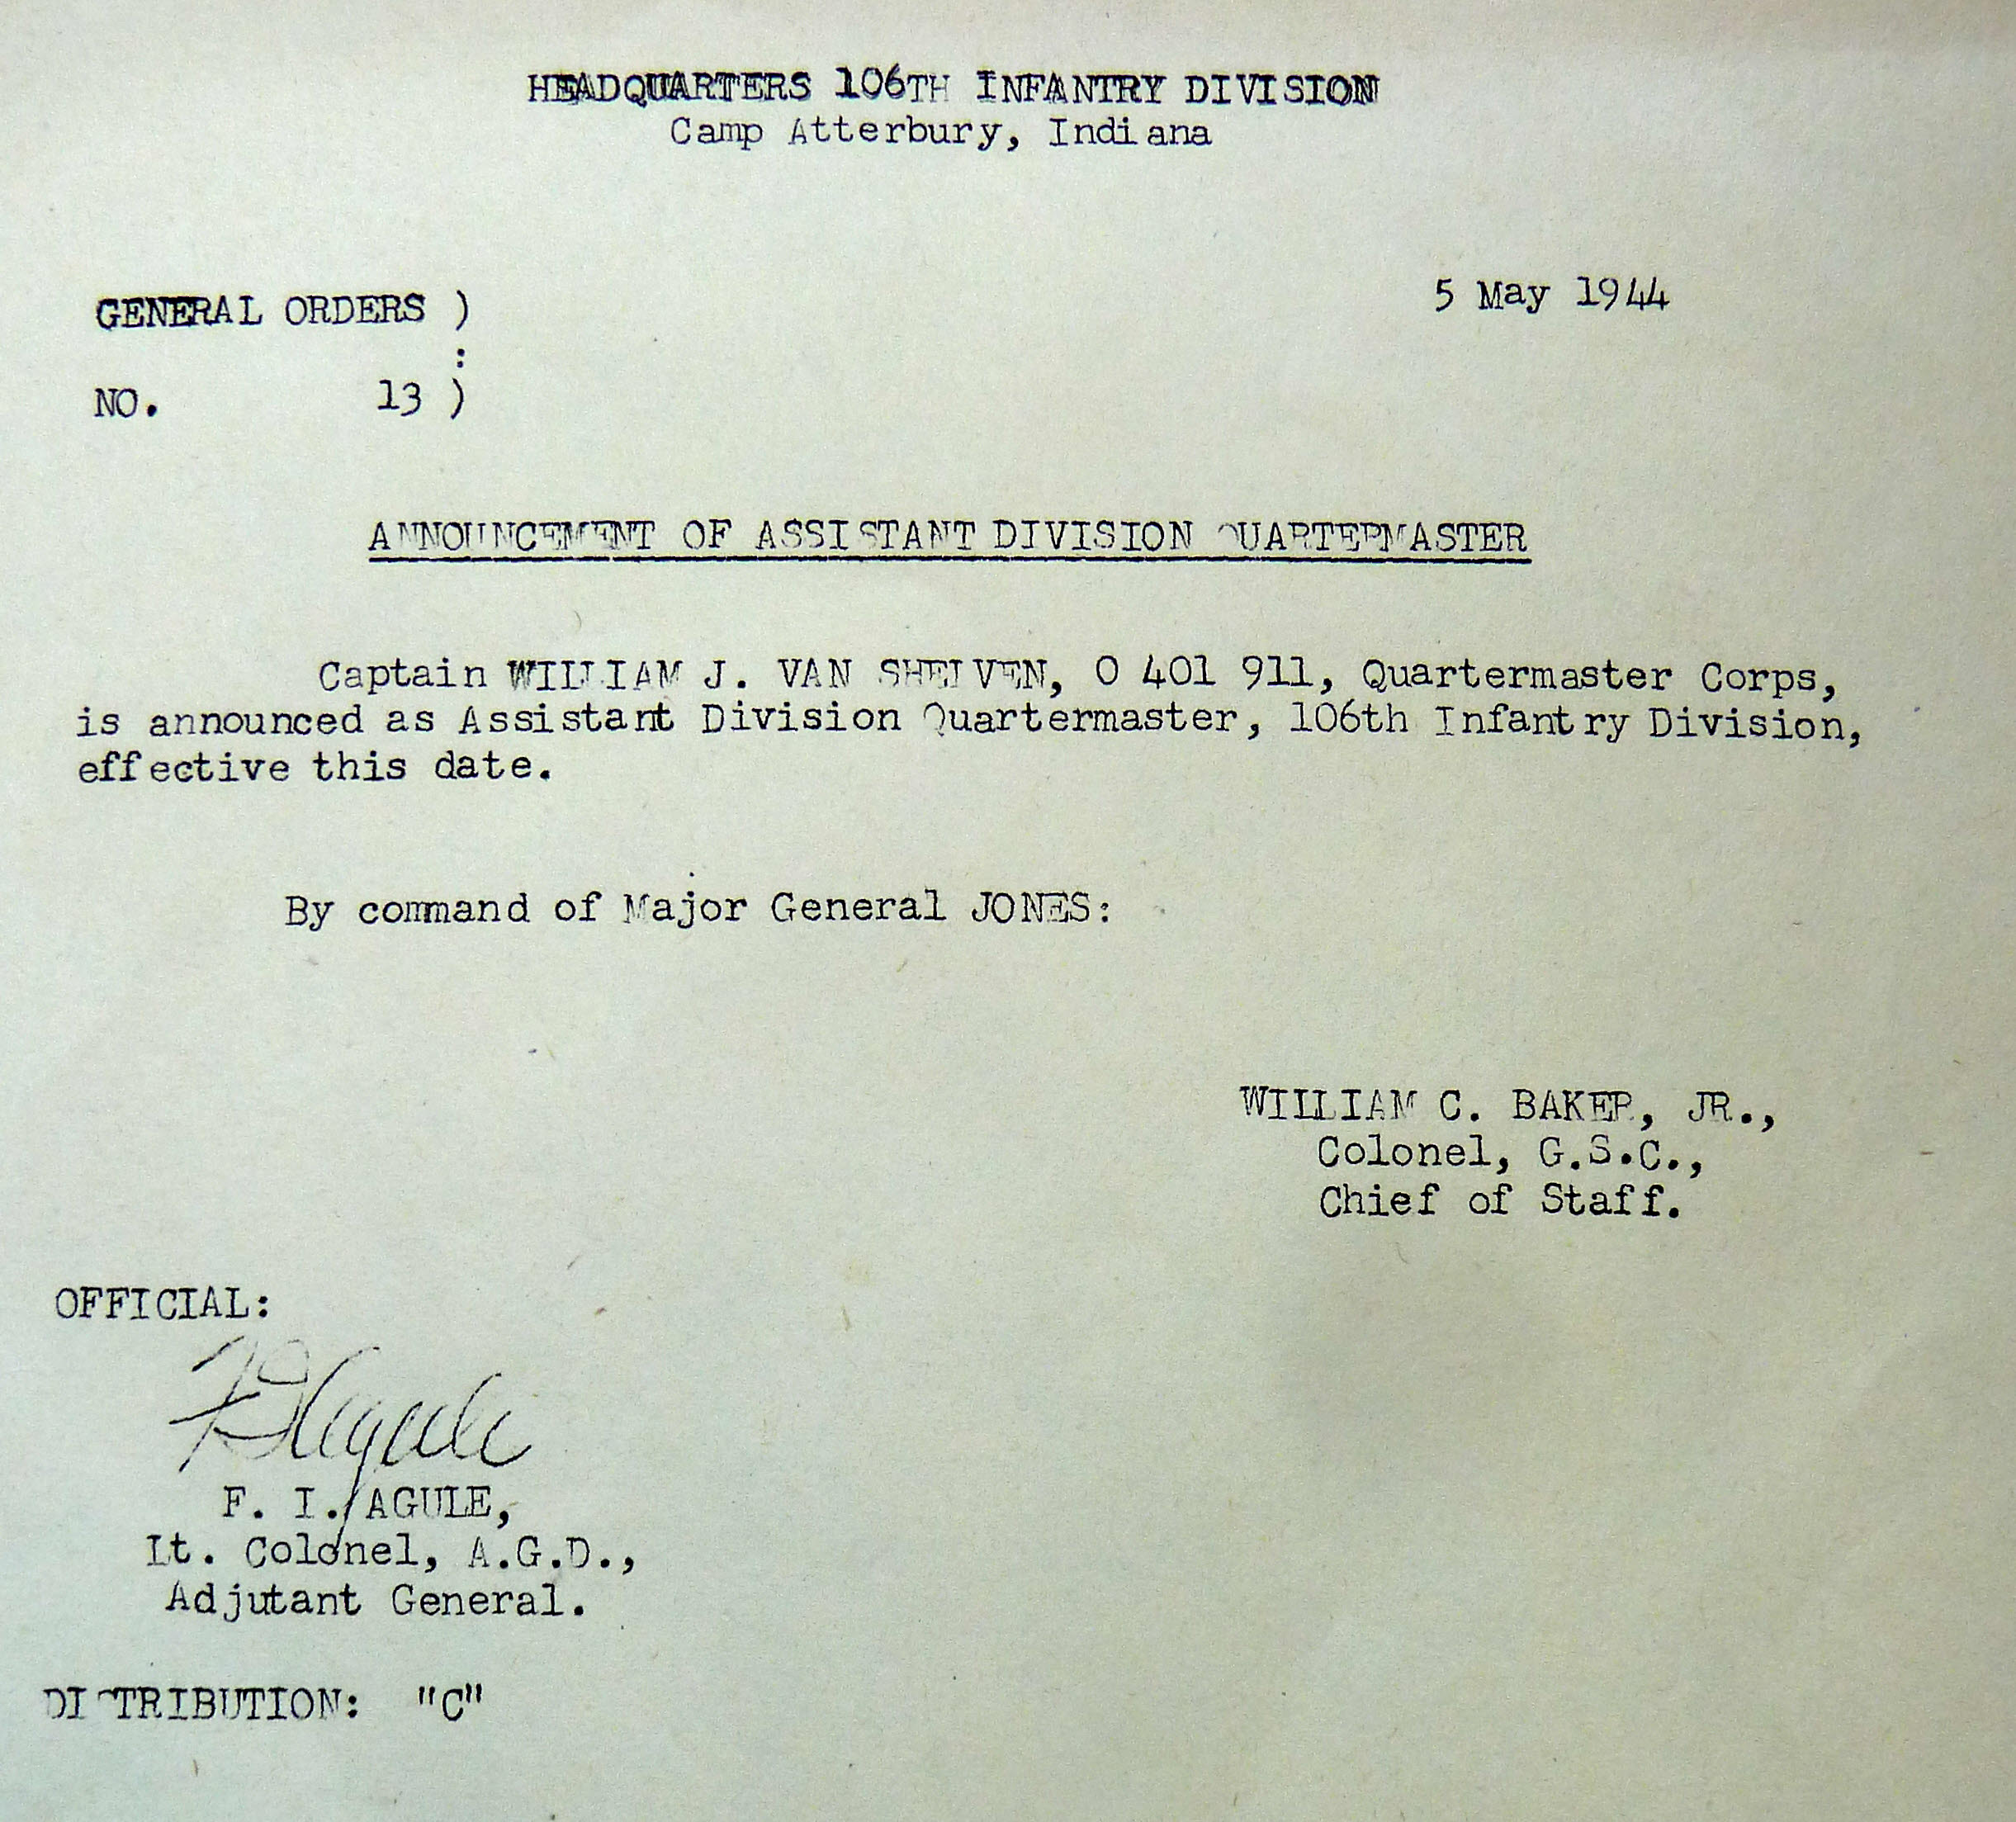 HEADQUARTERS 106TH INFANTRY DIVISION
Camp Atterbury, Indiana
5 May 1944
GENERAL ORDERS )
:
NO. 13 )
ANNOUNCEMENT OF ASSISTANT DIVISION QUARTERMASTER
Captain WILLIAM J. VAN SHELVEN, O 401 911, Quartermaster Corps,
is announced as Assistant Division Quartermaster, 106th Infantry Division,
effective this date.
By command of Major General JONES:
WILLIAM C. BAKER, JR.,
Colonel, G.S.C.,
Chief of Staff.
OFFICIAL:
F I Agule
F. I. AGULE,
Lt. Colonel, A.G.D.,
Adjutant General.
DISTRIBUTION: "C"